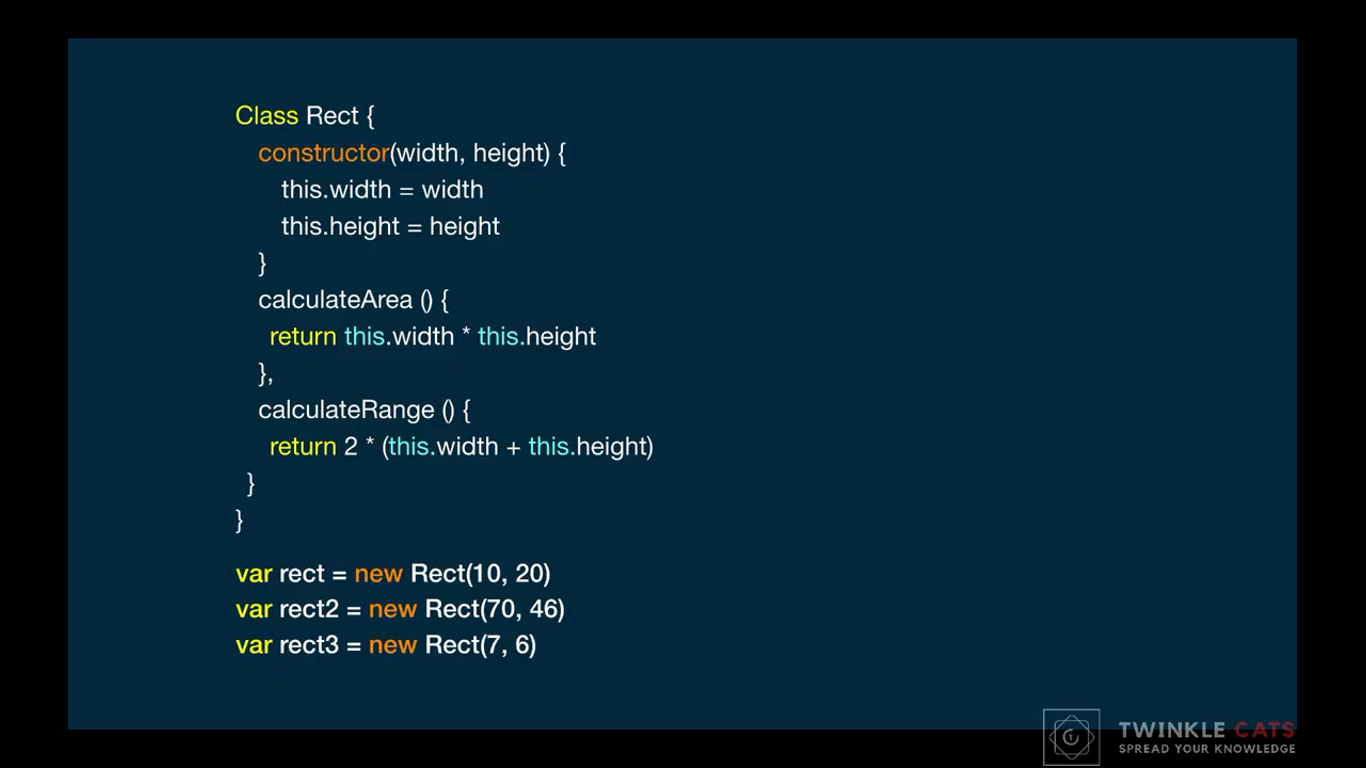 Class Rect {
constructor(width, height) {
this.width = width
this.height = height
}
calculateArea () {
return this.width * this.height
},
calculateRange () {
return 2 * (this.width + this.height)
}
}
var rect = new Rect(10, 20)
var rect2 = new Rect(70, 46)
var rect3 = new Rect(7, 6)
TWINKLE CATS
SPREAD YOUR KNOWLEDGE